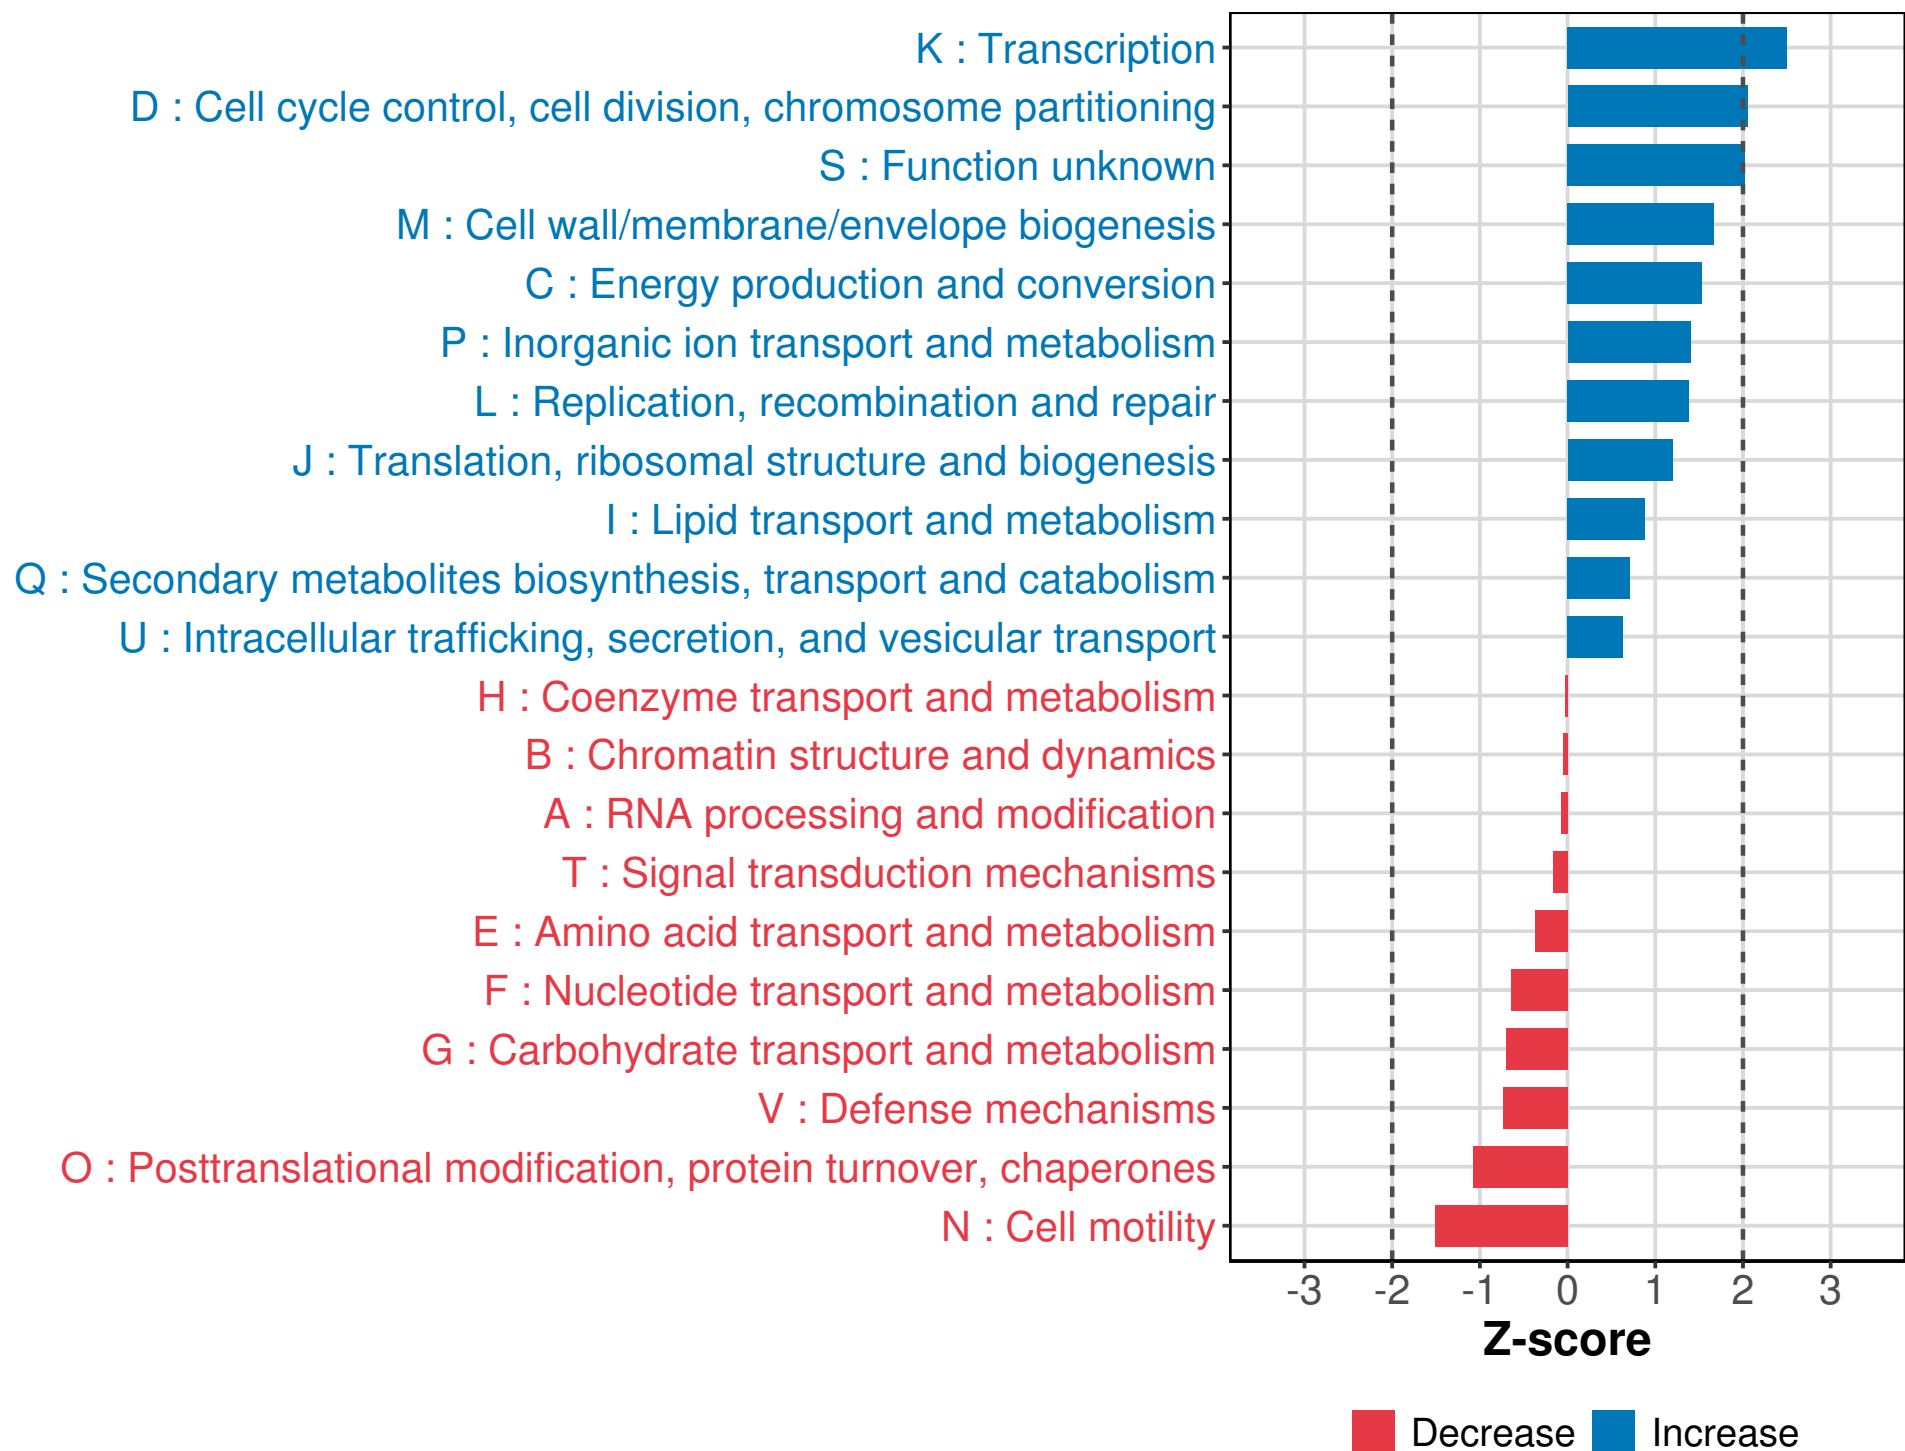 K : Transcription
D : Cell cycle control, cell division, chromosome partitioning
S : Function unknown
M : Cell wall/membrane/envelope biogenesis
C : Energy production and conversion
P : Inorganic ion transport and metabolism
L : Replication, recombination and repair
J : Translation, ribosomal structure and biogenesis
I : Lipid transport and metabolism
Q : Secondary metabolites biosynthesis, transport and catabolism
U : Intracellular trafficking, secretion, and vesicular transport
H : Coenzyme transport and metabolism
B : Chromatin structure and dynamics
A : RNA processing and modification
T : Signal transduction mechanisms
E : Amino acid transport and metabolism
F : Nucleotide transport and metabolism
G : Carbohydrate transport and metabolism
V : Defense mechanisms
O : Posttranslational modification, protein turnover, chaperones
N : Cell motility
-3 -2 -1 0 1 2 3
Z-score
Decrease Increase